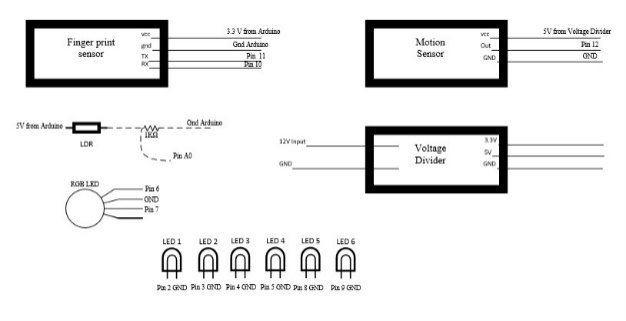 Finger print
sensor
vcc
gnd
TX
RX
3.3 V from Arduino
Gnd Arduino
Pin 11
Pin 10
Motion
Sensor
vcc
Out
GND
5V from Voltage Divider
Pin 12
GND
5V from Arduino
LDR
1KΩ
Gnd Arduino
Pin A0
12V Input
GND
Voltage
Divider
3.3V
5V
GND
RGB LED
Pin 6
GND
Pin 7
LED 1 LED 2 LED 3 LED 4 LED 5 LED 6
Pin 2 GND Pin 3 GND Pin 4 GND Pin 5 GND Pin 8 GND Pin 9 GND